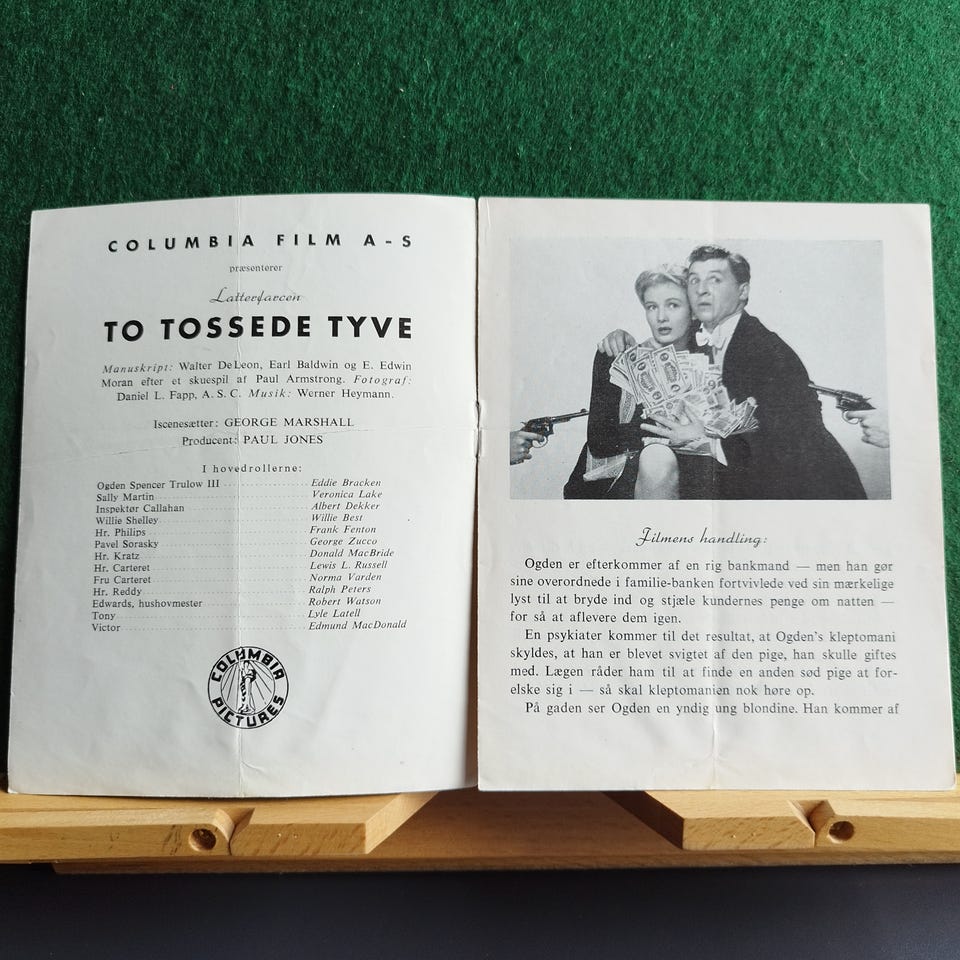 COLUMBIA FILM A-S
præsenterer
Latterfarcen
TO TOSSEDE TYVE
Manuskript: Walter DeLeon, Earl Baldwin og E. Edwin
Moran efter et skuespil af Paul Armstrong. Fotograf:
Daniel L. Fapp, A. S. C. Musik: Werner Heymann.
Iscenesætter: GEORGE MARSHALL
Producent: PAUL JONES
I hovedrollerne:
Ogden Spencer Trulow III Eddie Bracken
Sally Martin Veronica Lake
Inspektør Callahan Albert Dekker
Willie Shelley Willie Best
Hr. Philips Frank Fenton
Pavel Sorasky George Zucco
Hr. Kratz Donald MacBride
Hr. Carteret Lewis L. Russell
Fru Carteret Norma Varden
Hr. Reddy Ralph Peters
Edwards, hushovmester Robert Watson
Tony Lyle Latell
Victor Edmund MacDonald
COLUMBIA
PICTURES
Filmens handling:
Ogden er efterkommer af en rig bankmand — men han gør
sine overordnede i familie-banken fortvivlede ved sin mærkelige
lyst til at bryde ind og stjæle kundernes penge om natten —
for så at aflevere dem igen.
En psykiater kommer til det resultat, at Ogden's kleptomani
skyldes, at han er blevet svigtet af den pige, han skulle giftes
med. Lægen råder ham til at finde en anden sød pige at for-
elske sig i — så skal kleptomanien nok høre op.
På gaden ser Ogden en yndig ung blondine. Han kommer af